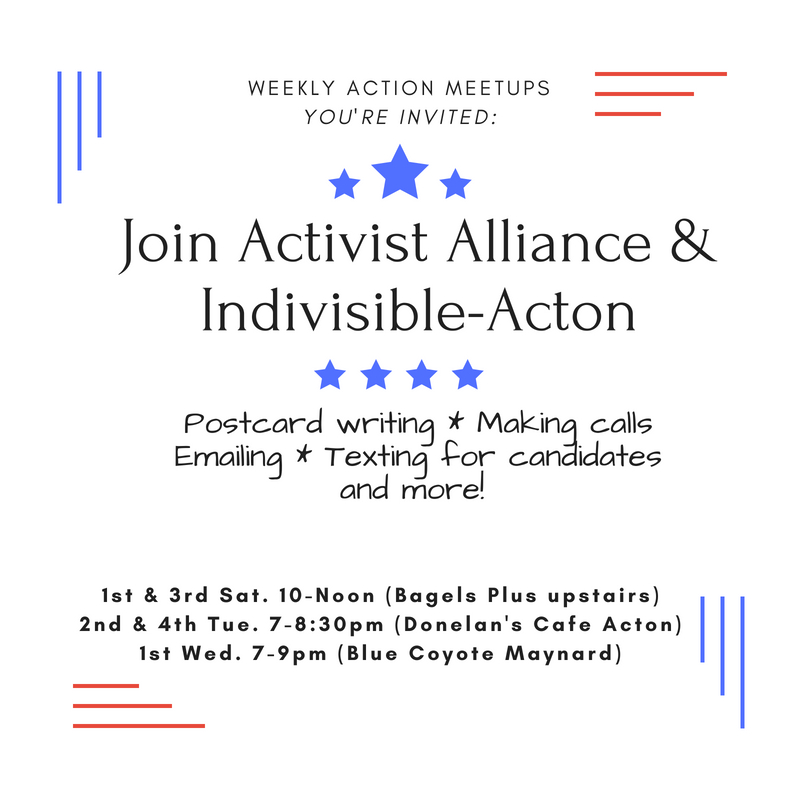 WEEKLY ACTION MEETUPS
YOU'RE INVITED:
Join Activist Alliance &
Indivisible-Acton
Postcard writing * Making calls
Emailing * Texting for candidates
and more!
1st & 3rd Sat. 10-Noon (Bagels Plus upstairs)
2nd & 4th Tue. 7-8:30pm (Donelan's Cafe Acton)
1st Wed. 7-9pm (Blue Coyote Maynard)